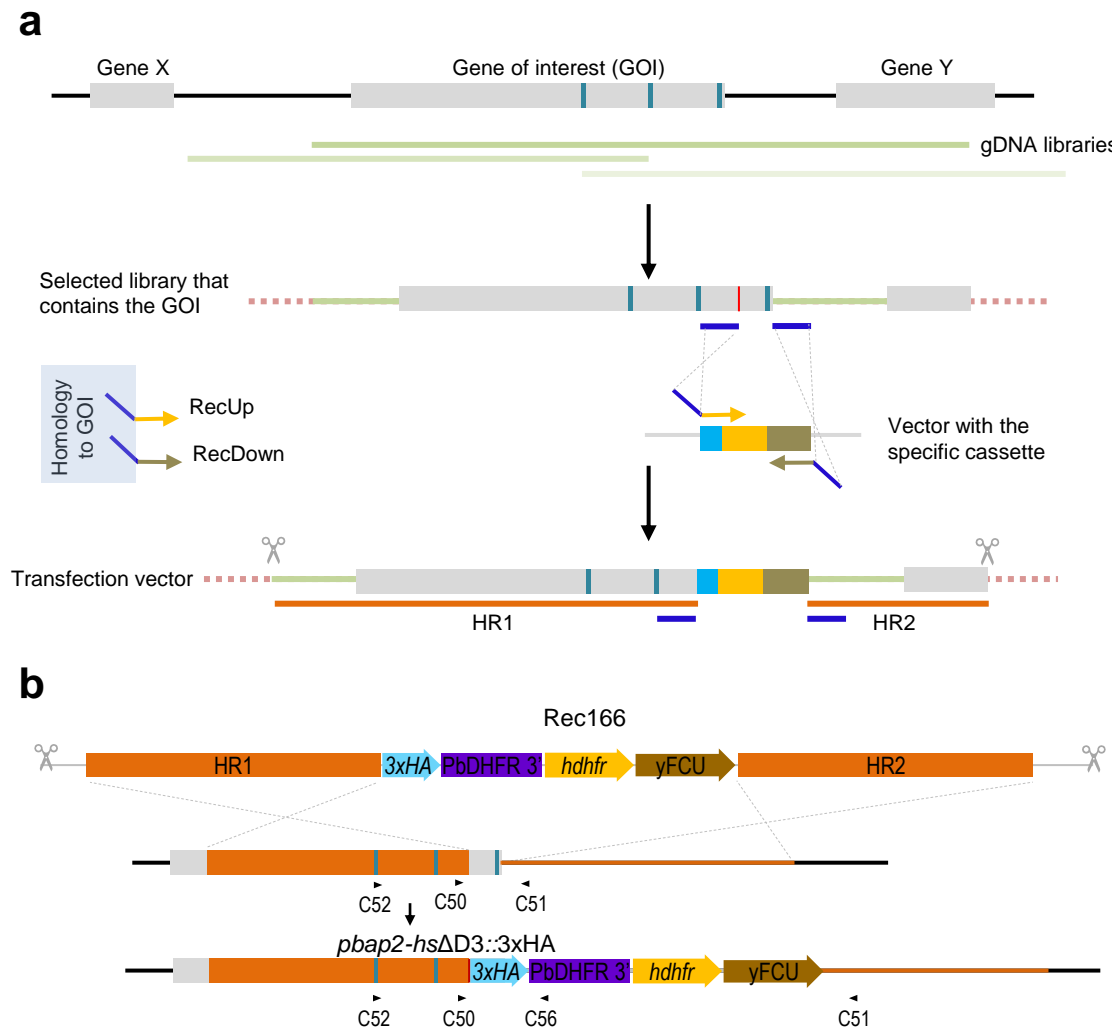 a
Gene X
Gene of interest (GOI)
Gene Y
gDNA libraries
Selected library that
contains the GOI
Homology
to GOI
RecUp
RecDown
Vector with the
specific cassette
Transfection vector
HR1
HR2
b
Rec166
HR1
3xHA
PbDHFR 3'
hdhfr
yFCU
HR2
C52
C50
C51
pbap2-hsΔD3::3xHA
3xHA
PbDHFR 3'
hdhfr
yFCU
C52
C50
C56
C51